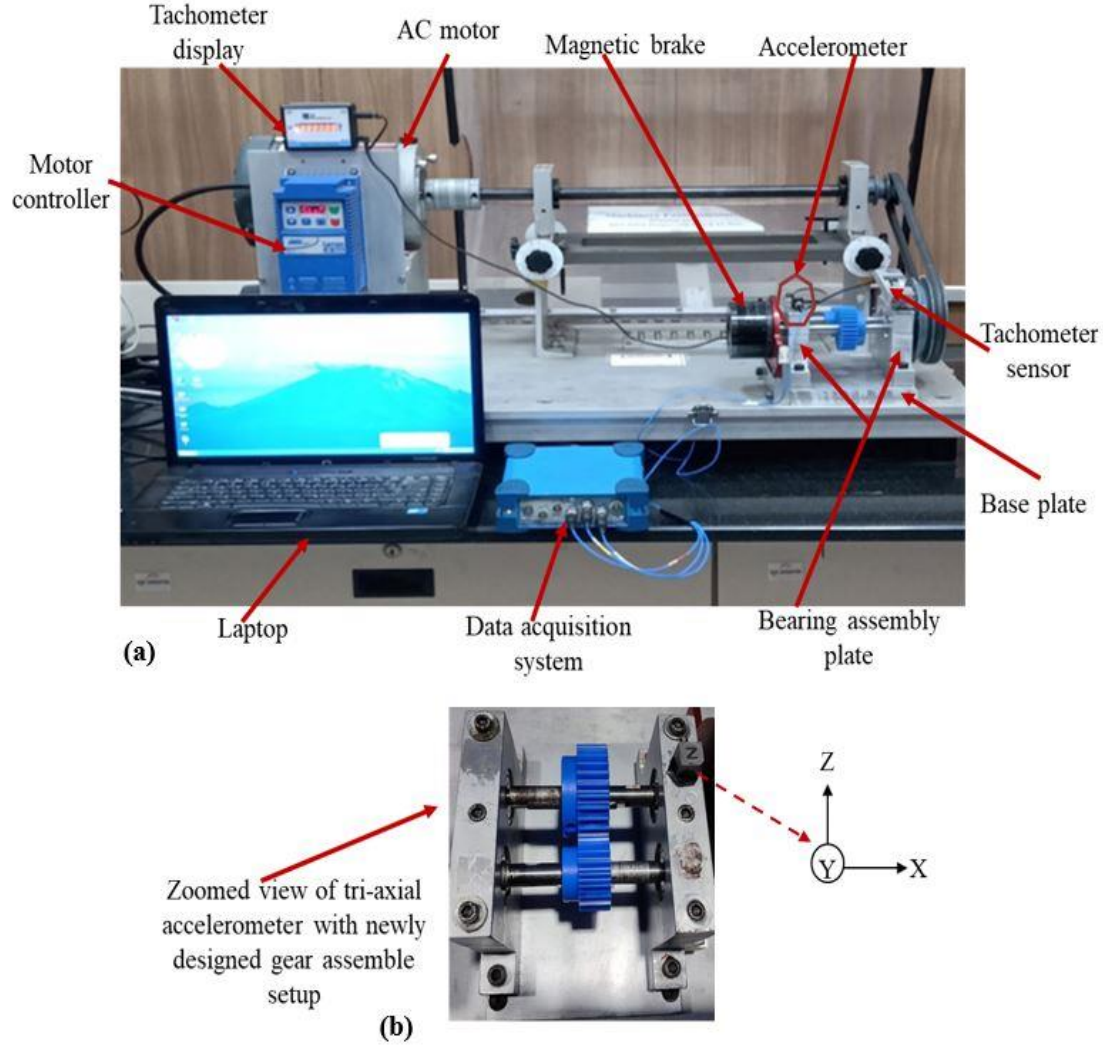 Tachometer
display
AC motor
Magnetic brake
Accelerometer
Motor
controller
Tachometer
sensor
Base plate
Laptop
Data acquisition
system
Bearing assembly
plate
(a)
Z
Y
X
Zoomed view of tri-axial
accelerometer with newly
designed gear assemble
setup
(b)